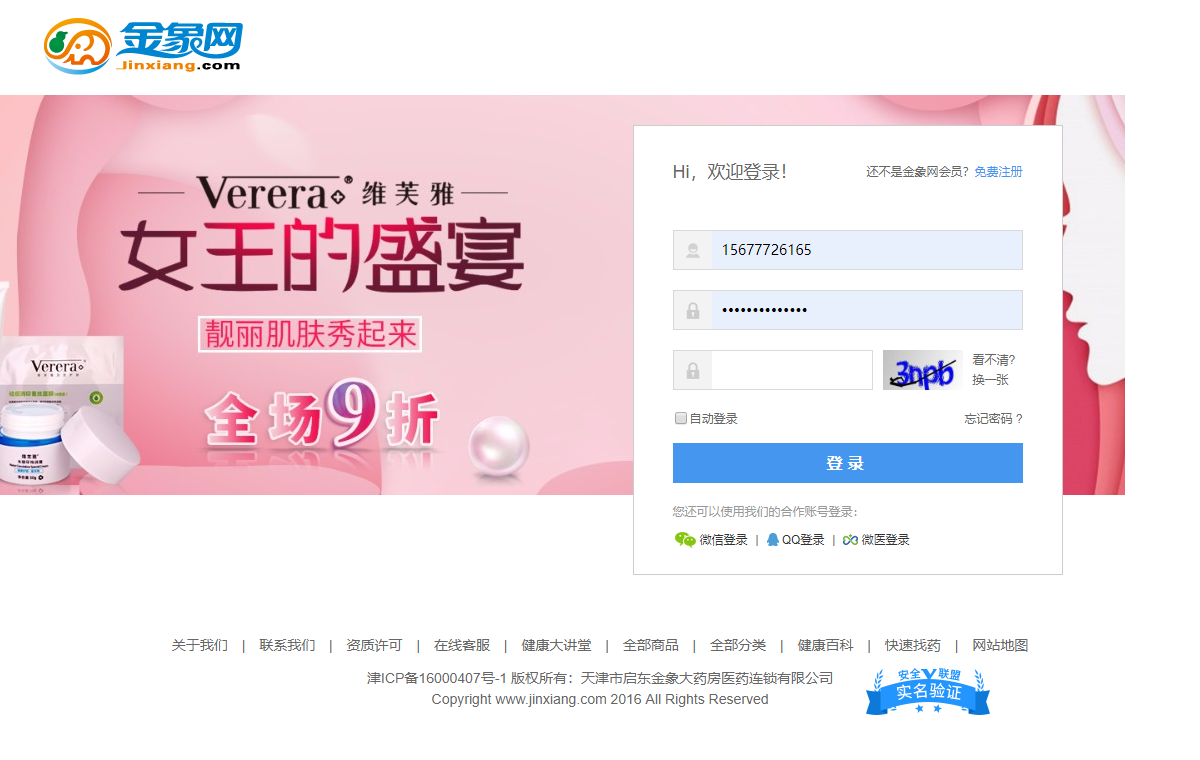 金象网
Jinxiang.com
Verera 维芙雅
女王的盛宴
靓丽肌肤秀起来
全场9折
Verera
Hi，欢迎登录！
还不是金象网会员？ 免费注册
15677726165
••••••••••••••
3npb
看不清?
换一张
自动登录
忘记密码 ?
登 录
您还可以使用我们的合作账号登录：
微信登录 | QQ登录 | 微医登录
关于我们 | 联系我们 | 资质许可 | 在线客服 | 健康大讲堂 | 全部商品 | 全部分类 | 健康百科 | 快速找药 | 网站地图
津ICP备16000407号-1 版权所有：天津市启东金象大药房医药连锁有限公司
Copyright www.jinxiang.com 2016 All Rights Reserved
安全 联盟
实名验证